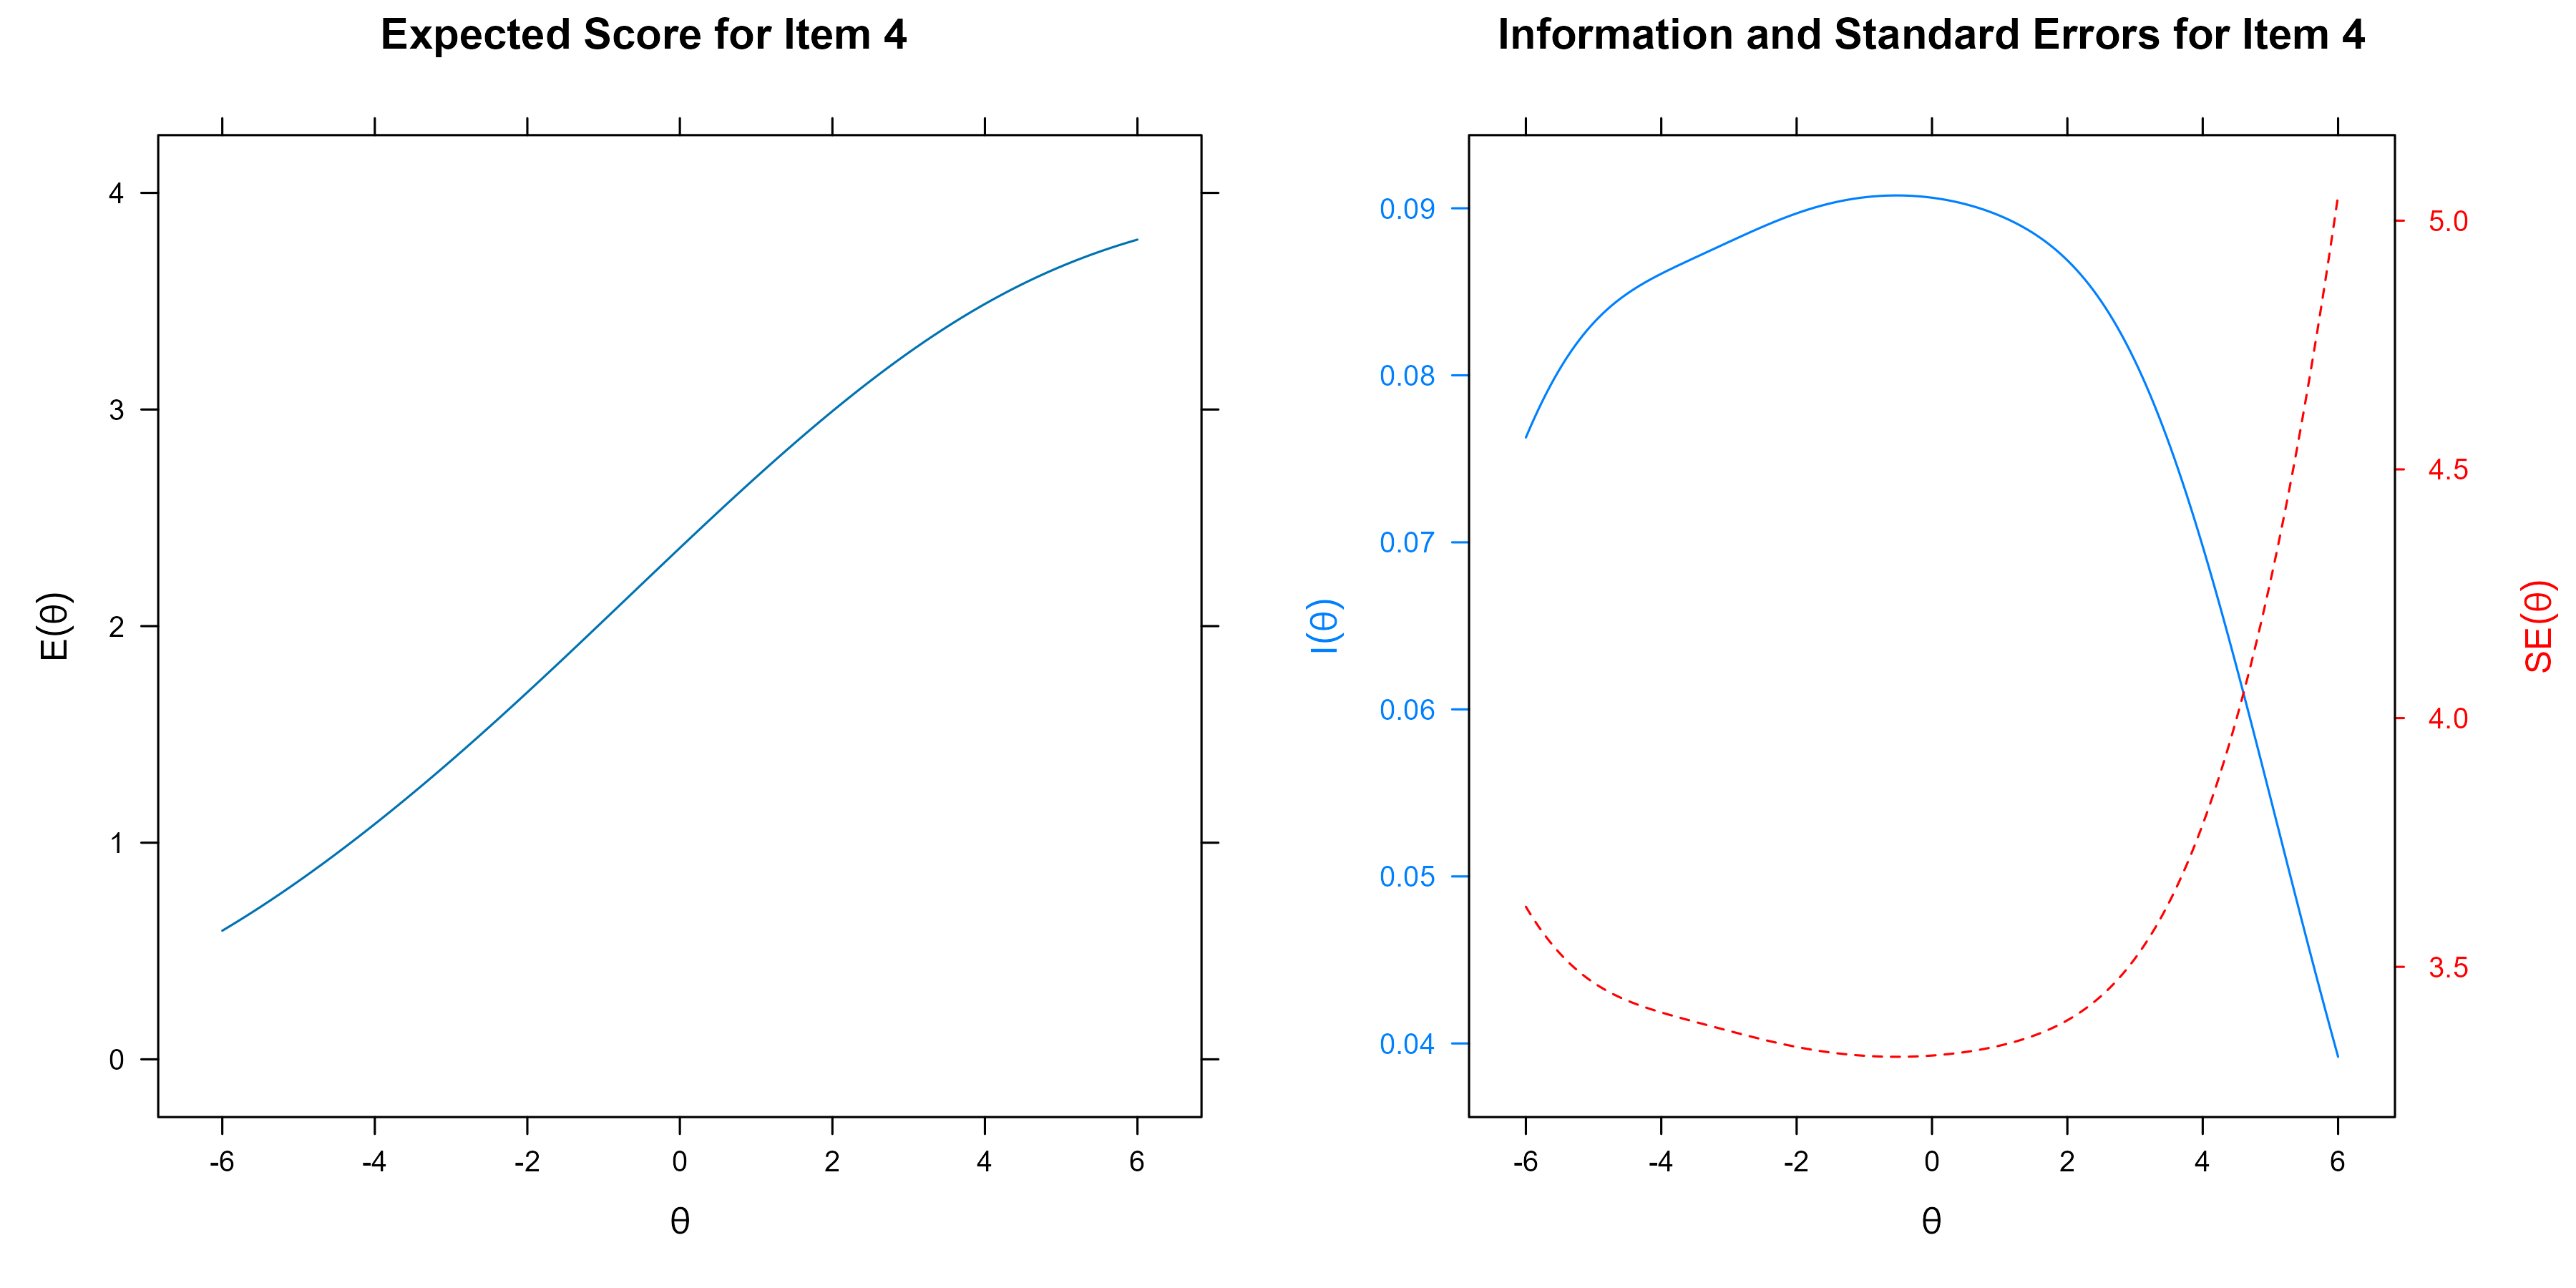 Expected Score for Item 4
E(θ)
4
3
2
1
0
-6 -4 -2 0 2 4 6
θ
Information and Standard Errors for Item 4
I(θ)
0.09
0.08
0.07
0.06
0.05
0.04
-6 -4 -2 0 2 4 6
θ
5.0
4.5
4.0
3.5
SE(θ)